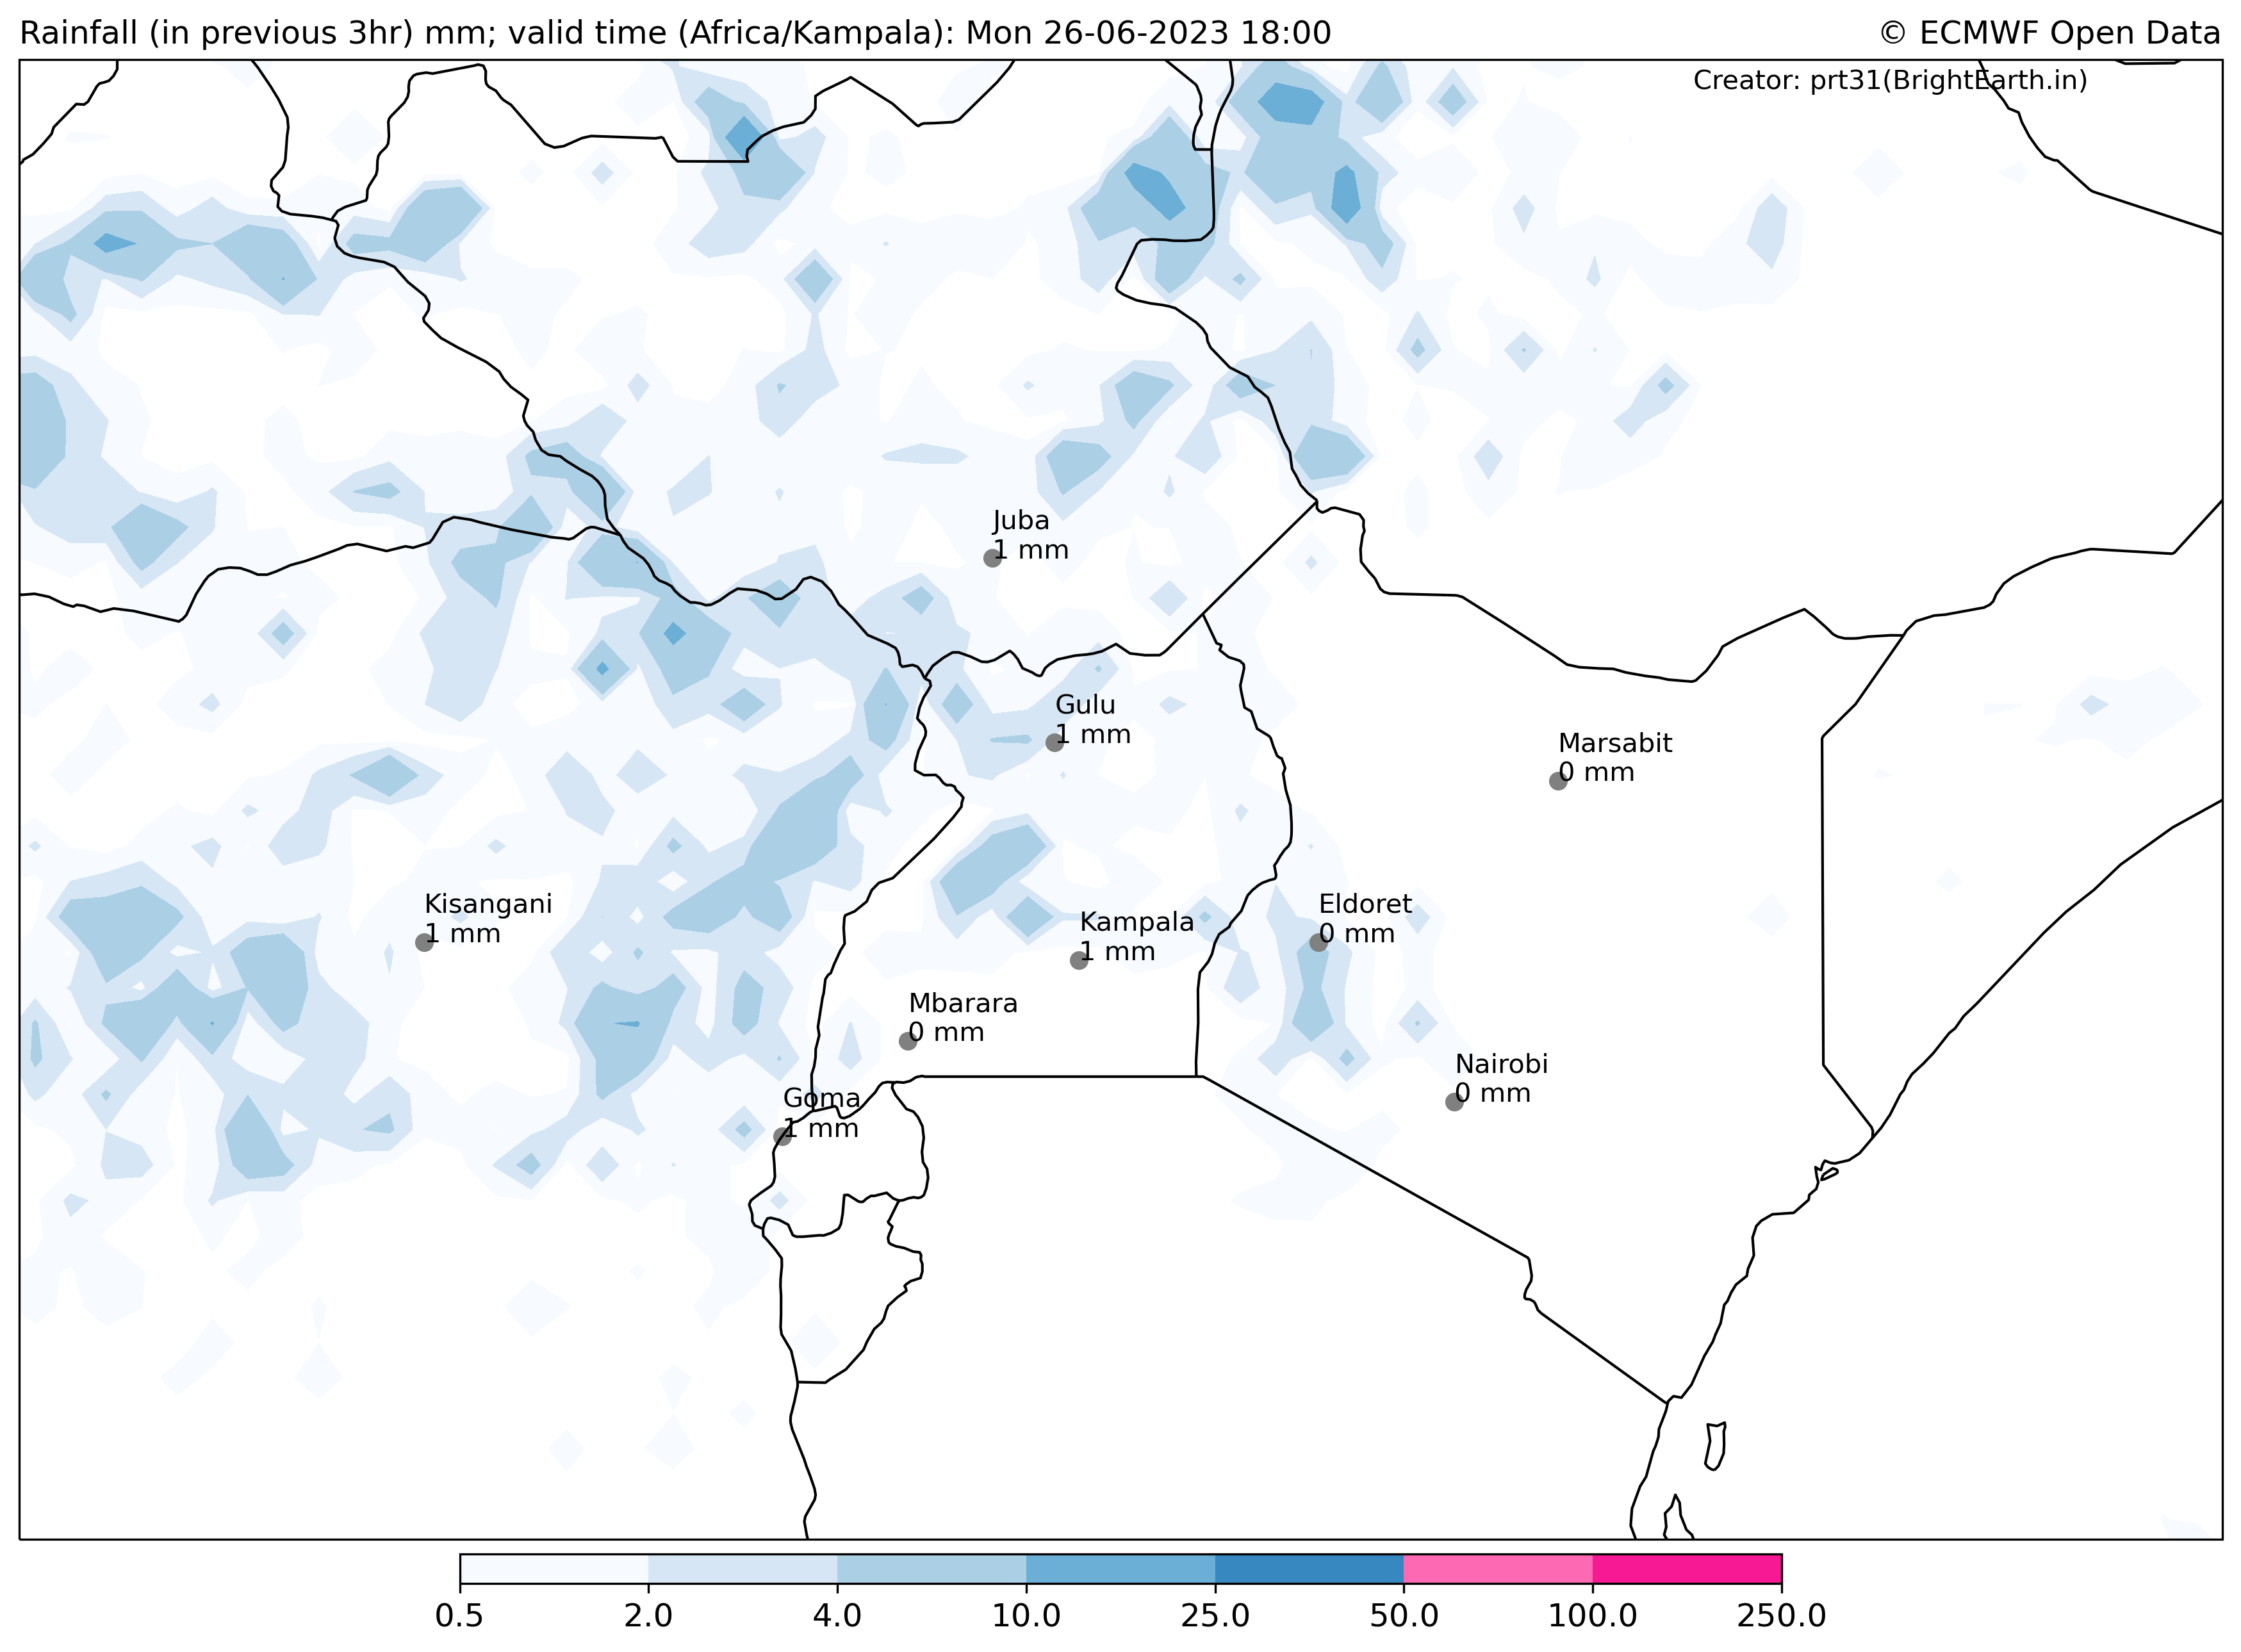 Rainfall (in previous 3hr) mm; valid time (Africa/Kampala): Mon 26-06-2023 18:00
© ECMWF Open Data
Creator: prt31(BrightEarth.in)
Juba
1 mm
Gulu
1 mm
Marsabit
0 mm
Kisangani
1 mm
Eldoret
0 mm
Kampala
1 mm
Mbarara
0 mm
Nairobi
0 mm
Goma
1 mm
0.5 2.0 4.0 10.0 25.0 50.0 100.0 250.0